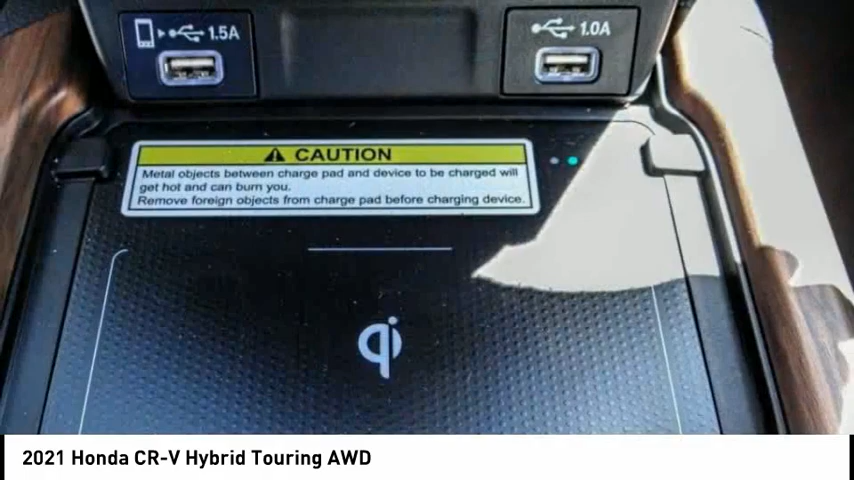 1.5A
1.0A
CAUTION
Metal objects between charge pad and device to be charged will
get hot and can burn you.
Remove foreign objects from charge pad before charging device.
qi
2021 Honda CR-V Hybrid Touring AWD